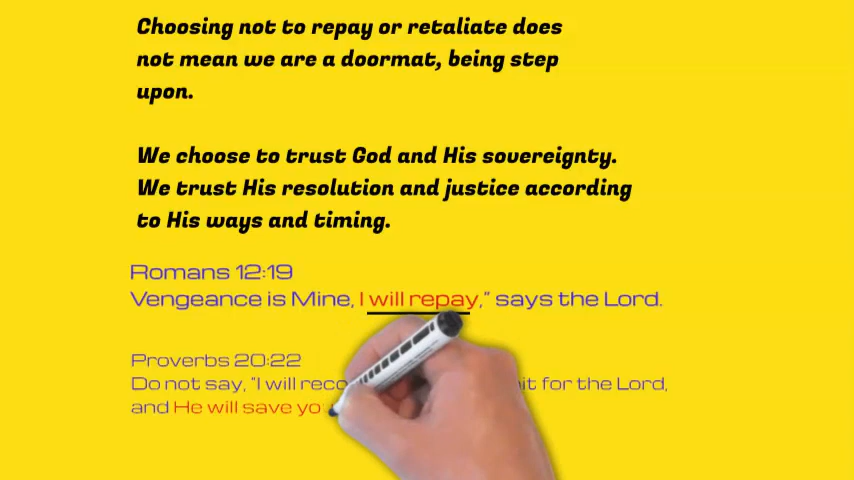 Choosing not to repay or retaliate does
not mean we are a doormat, being step
upon.
We choose to trust God and His sovereignty.
We trust His resolution and justice according
to His ways and timing.
Romans 12:19
Vengeance is Mine, I will repay,” says the Lord.
Proverbs 20:22
Do not say, "I will for the Lord,
and He will save